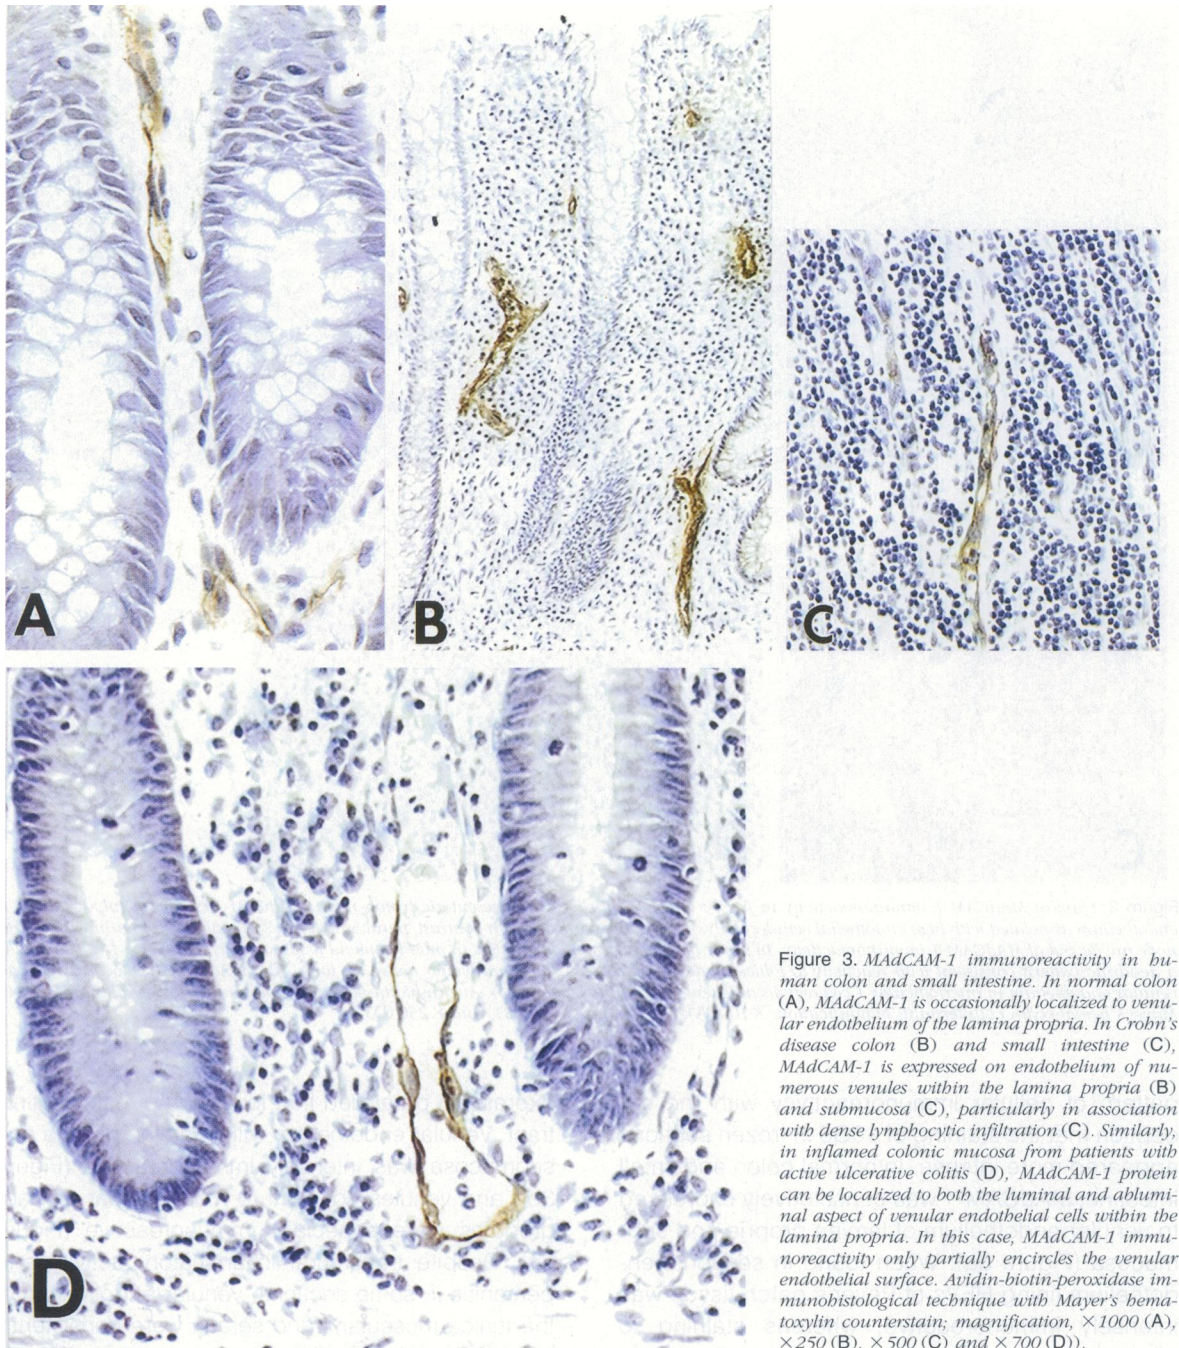 A
B
C
D
Figure 3. MAdCAM-1 immunoreactivity in hu-
man colon and small intestine. In normal colon
(A), MAdCAM-1 is occasionally localized to venu-
lar endothelium of the lamina propria. In Crohn's
disease colon (B) and small intestine (C),
MAdCAM-1 is expressed on endothelium of nu-
merous venules within the lamina propria (B)
and submucosa (C), particularly in association
with dense lymphocytic infiltration (C). Similarly,
in inflamed colonic mucosa from patients with
active ulcerative colitis (D), MAdCAM-1 protein
can be localized to both the luminal and ablumi-
nal aspect of venular endothelial cells within the
lamina propria. In this case, MAdCAM-1 immu-
noreactivity only partially encircles the venular
endothelial surface. Avidin-biotin-peroxidase im-
munohistological technique with Mayer's hema-
toxylin counterstain; magnification, ×1000 (A),
×250 (B), ×500 (C) and ×700 (D)).